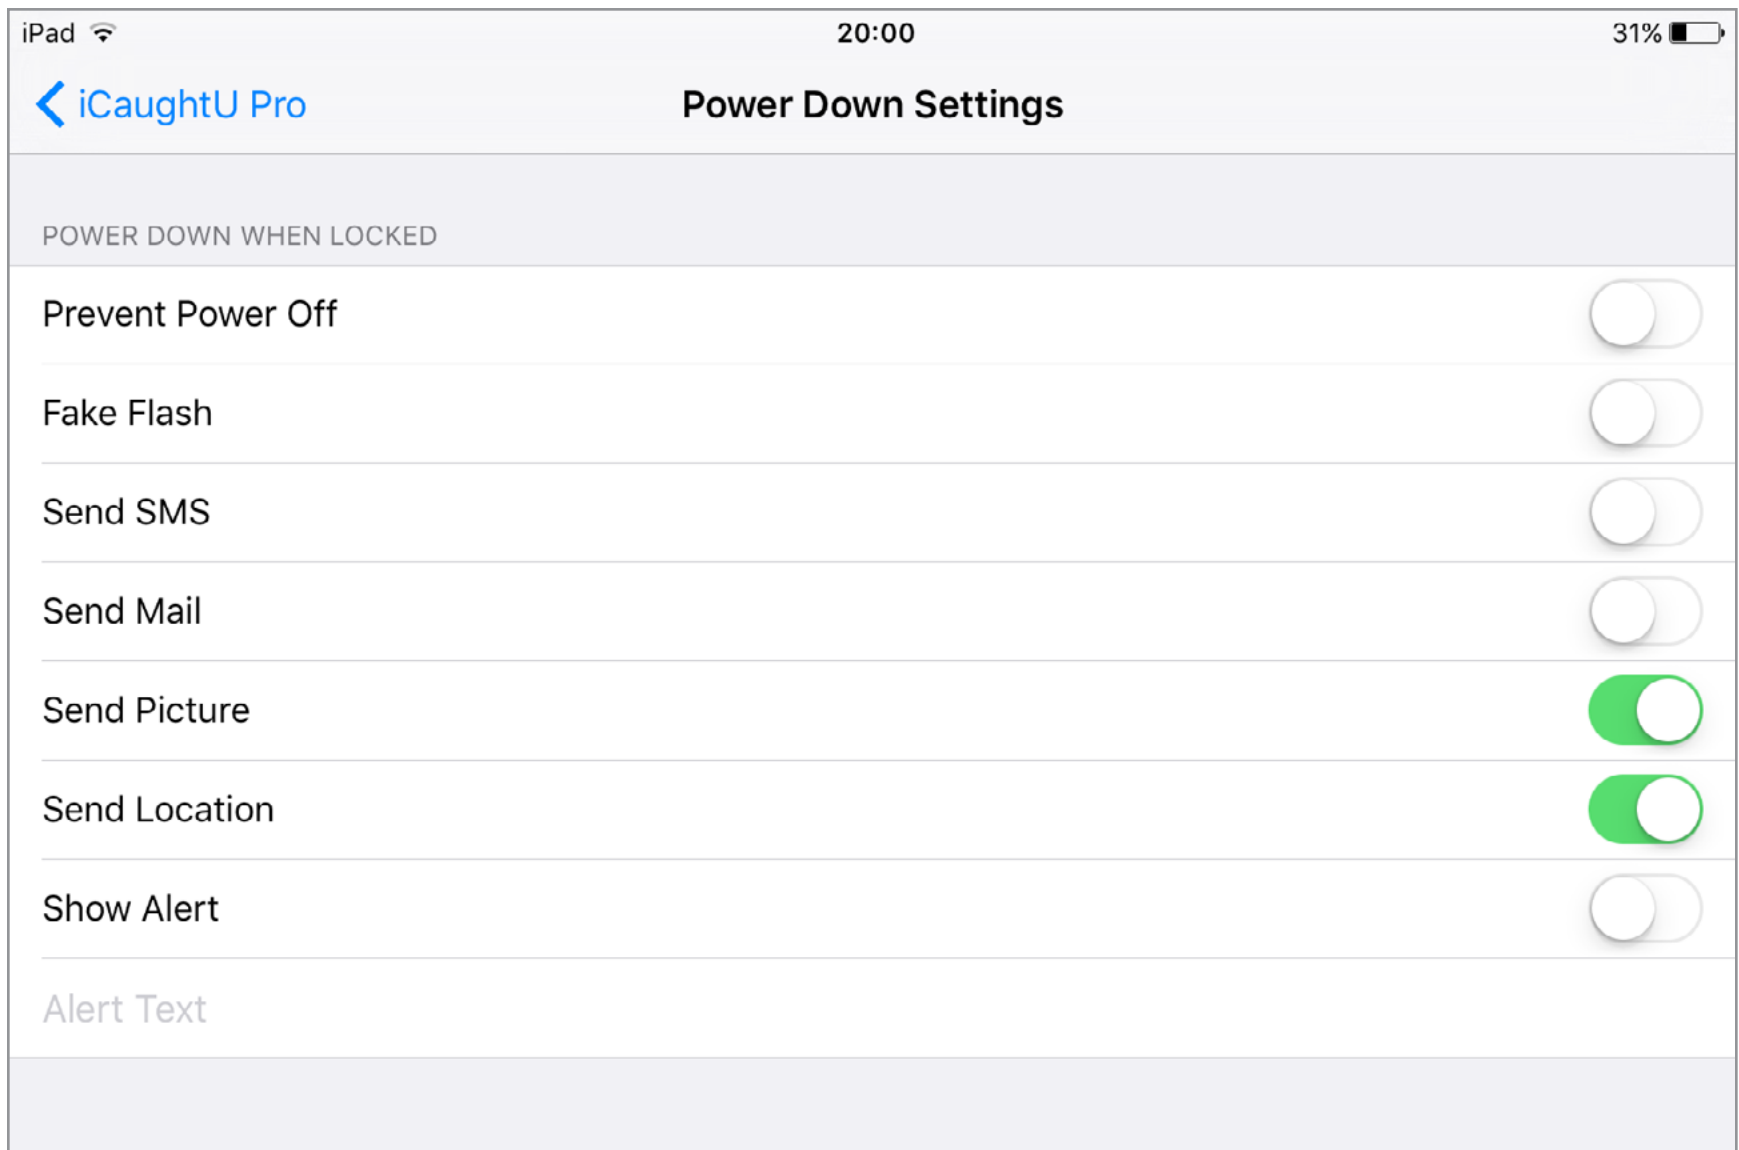 iPad 20:00 31%
iCaughtU Pro Power Down Settings
POWER DOWN WHEN LOCKED
Prevent Power Off
Fake Flash
Send SMS
Send Mail
Send Picture
Send Location
Show Alert
Alert Text